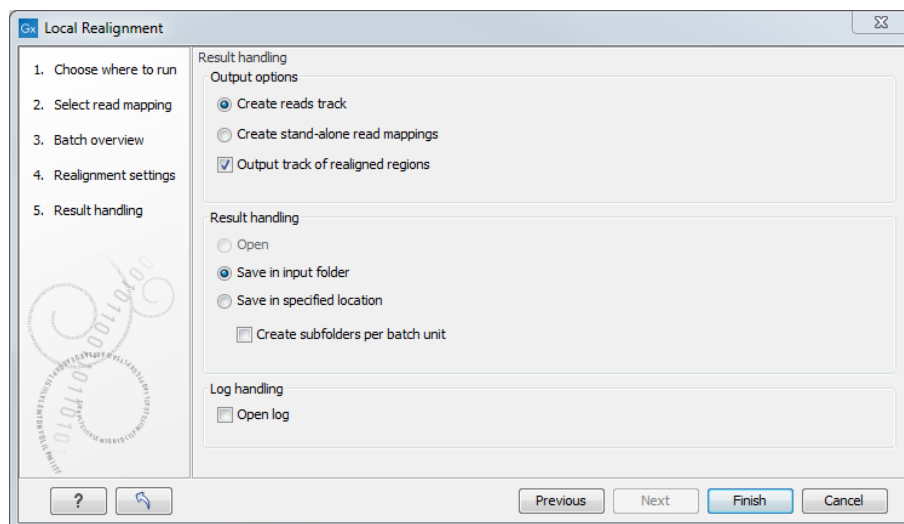 Gx Local Realignment
1. Choose where to run
2. Select read mapping
3. Batch overview
4. Realignment settings
5. Result handling
Result handling
Output options
Create reads track
Create stand-alone read mappings
Output track of realigned regions
Result handling
Open
Save in input folder
Save in specified location
Create subfolders per batch unit
Log handling
Open log
?
Previous
Next
Finish
Cancel